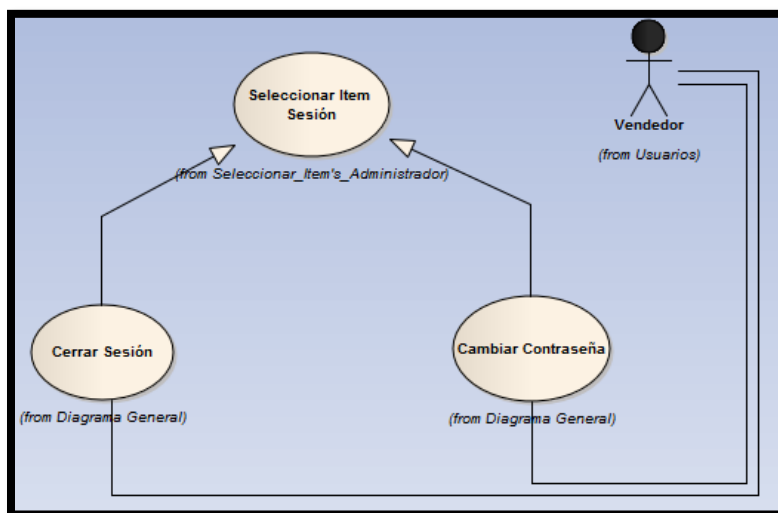 Seleccionar Item
Sesión
(from Seleccionar_Item's_Administrador)
Vendedor
(from Usuarios)
Cerrar Sesión
(from Diagrama General)
Cambiar Contraseña
(from Diagrama General)